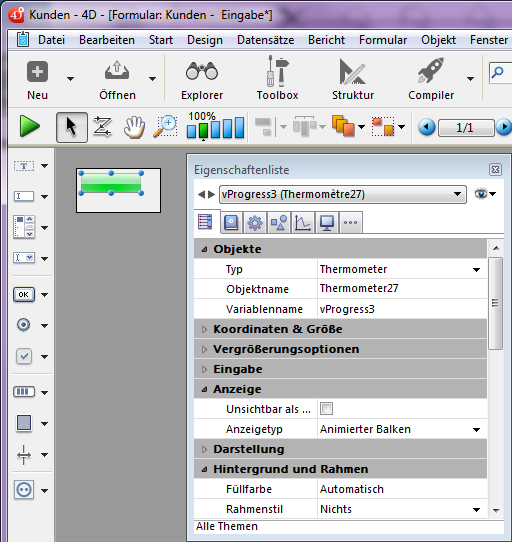 Kunden - 4D - [Formular: Kunden -  Eingabe*]
Datei Bearbeiten Start Design Datensätze Bericht Formular Objekt Fenster
Neu Öffnen Explorer Toolbox Struktur Compiler
100%
1/1
Eigenschaftenliste
vProgress3 (Thermomètre27)
Objekte
Typ Thermometer
Objektname Thermometer27
Variablenname vProgress3
Koordinaten & Größe
Vergrößerungsoptionen
Eingabe
Anzeige
Unsichtbar als ...
Anzeigetyp Animierter Balken
Darstellung
Hintergrund und Rahmen
Füllfarbe Automatisch
Rahmenstil Nichts
Alle Themen
OK